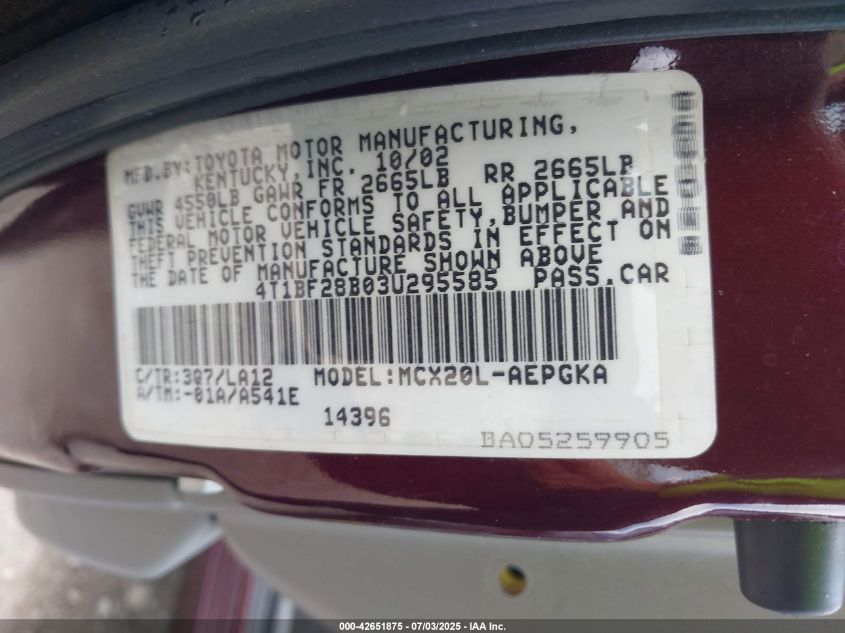 MFD.BY:TOYOTA MOTOR MANUFACTURING,
KENTUCKY,INC. 10/02
GVWR 4550LB GAWR FR 2665LB RR 2665LB
THIS VEHICLE CONFORMS TO ALL APPLICABLE
FEDERAL MOTOR VEHICLE SAFETY,BUMPER,AND
THEFT PREVENTION STANDARDS IN EFFECT ON
THE DATE OF MANUFACTURE SHOWN ABOVE
4T1BF28B03U295585 PASS.CAR
C/TR:3Q7/LA12 MODEL:MCX20L-AEPGKA
A/TM:-01A/A541E
14396
BA05259905
000-42651875 - 07/03/2025 - IAA Inc.